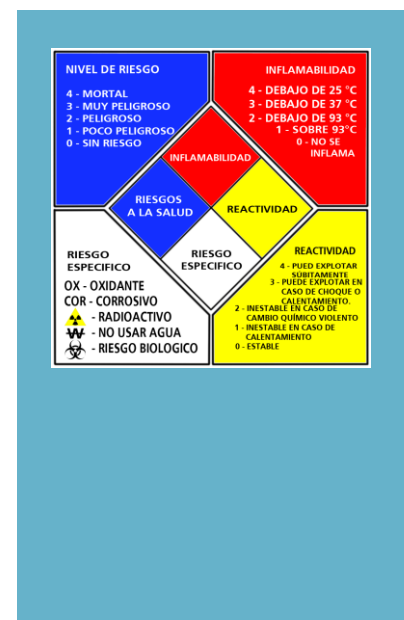 NIVEL DE RIESGO
4 - MORTAL
3 - MUY PELIGROSO
2 - PELIGROSO
1 - POCO PELIGROSO
0 - SIN RIESGO
INFLAMABILIDAD
4 - DEBAJO DE 25 °C
3 - DEBAJO DE 37 °C
2 - DEBAJO DE 93 °C
1 - SOBRE 93°C
0 - NO SE
INFLAMA
INFLAMABILIDAD
RIESGOS
A LA SALUD
REACTIVIDAD
RIESGO
ESPECIFICO
RIESGO
ESPECIFICO
OX - OXIDANTE
COR - CORROSIVO
- RADIOACTIVO
W - NO USAR AGUA
- RIESGO BIOLOGICO
REACTIVIDAD
4 - PUED EXPLOTAR
SÚBITAMENTE
3 - PUEDE EXPLOTAR EN
CASO DE CHOQUE O
CALENTAMIENTO.
2 - INESTABLE EN CASO DE
CAMBIO QUÍMICO VIOLENTO
1 - INESTABLE EN CASO DE
CALENTAMIENTO
0 - ESTABLE